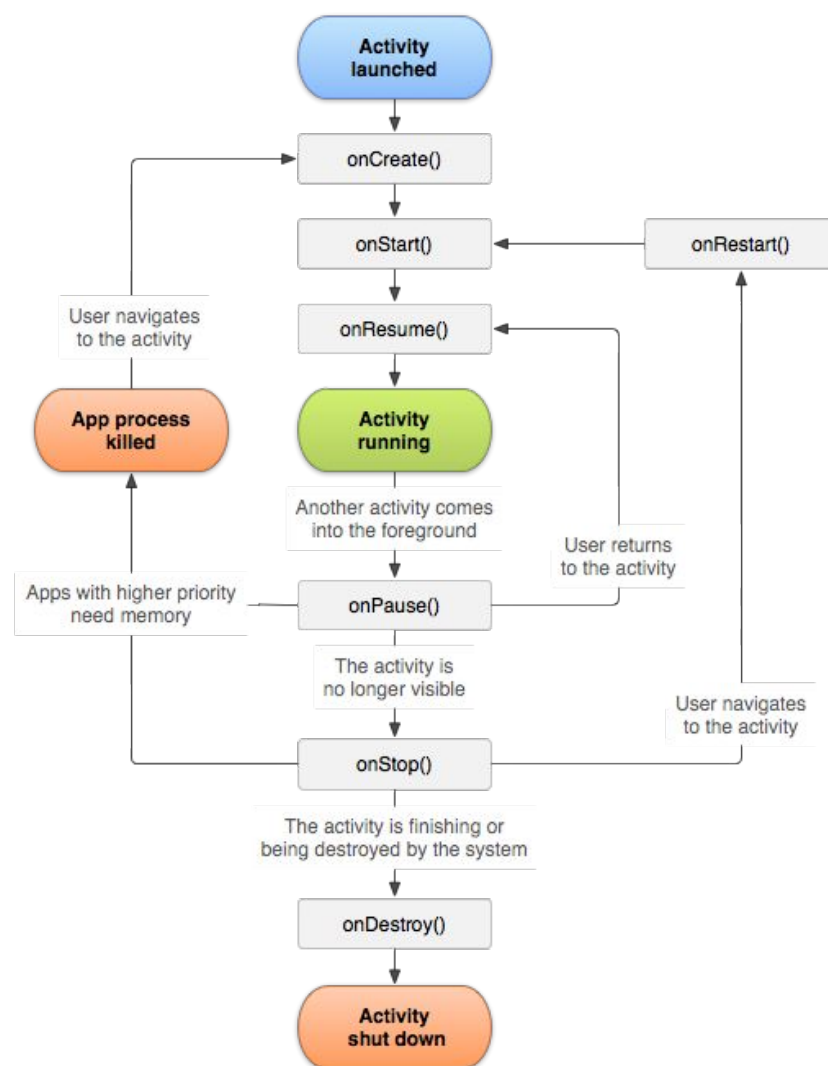 Activity
launched
onCreate()
onStart()
onRestart()
User navigates
to the activity
onResume()
App process
killed
Activity
running
Another activity comes
into the foreground
User returns
to the activity
Apps with higher priority
need memory
onPause()
The activity is
no longer visible
User navigates
to the activity
onStop()
The activity is finishing or
being destroyed by the system
onDestroy()
Activity
shut down